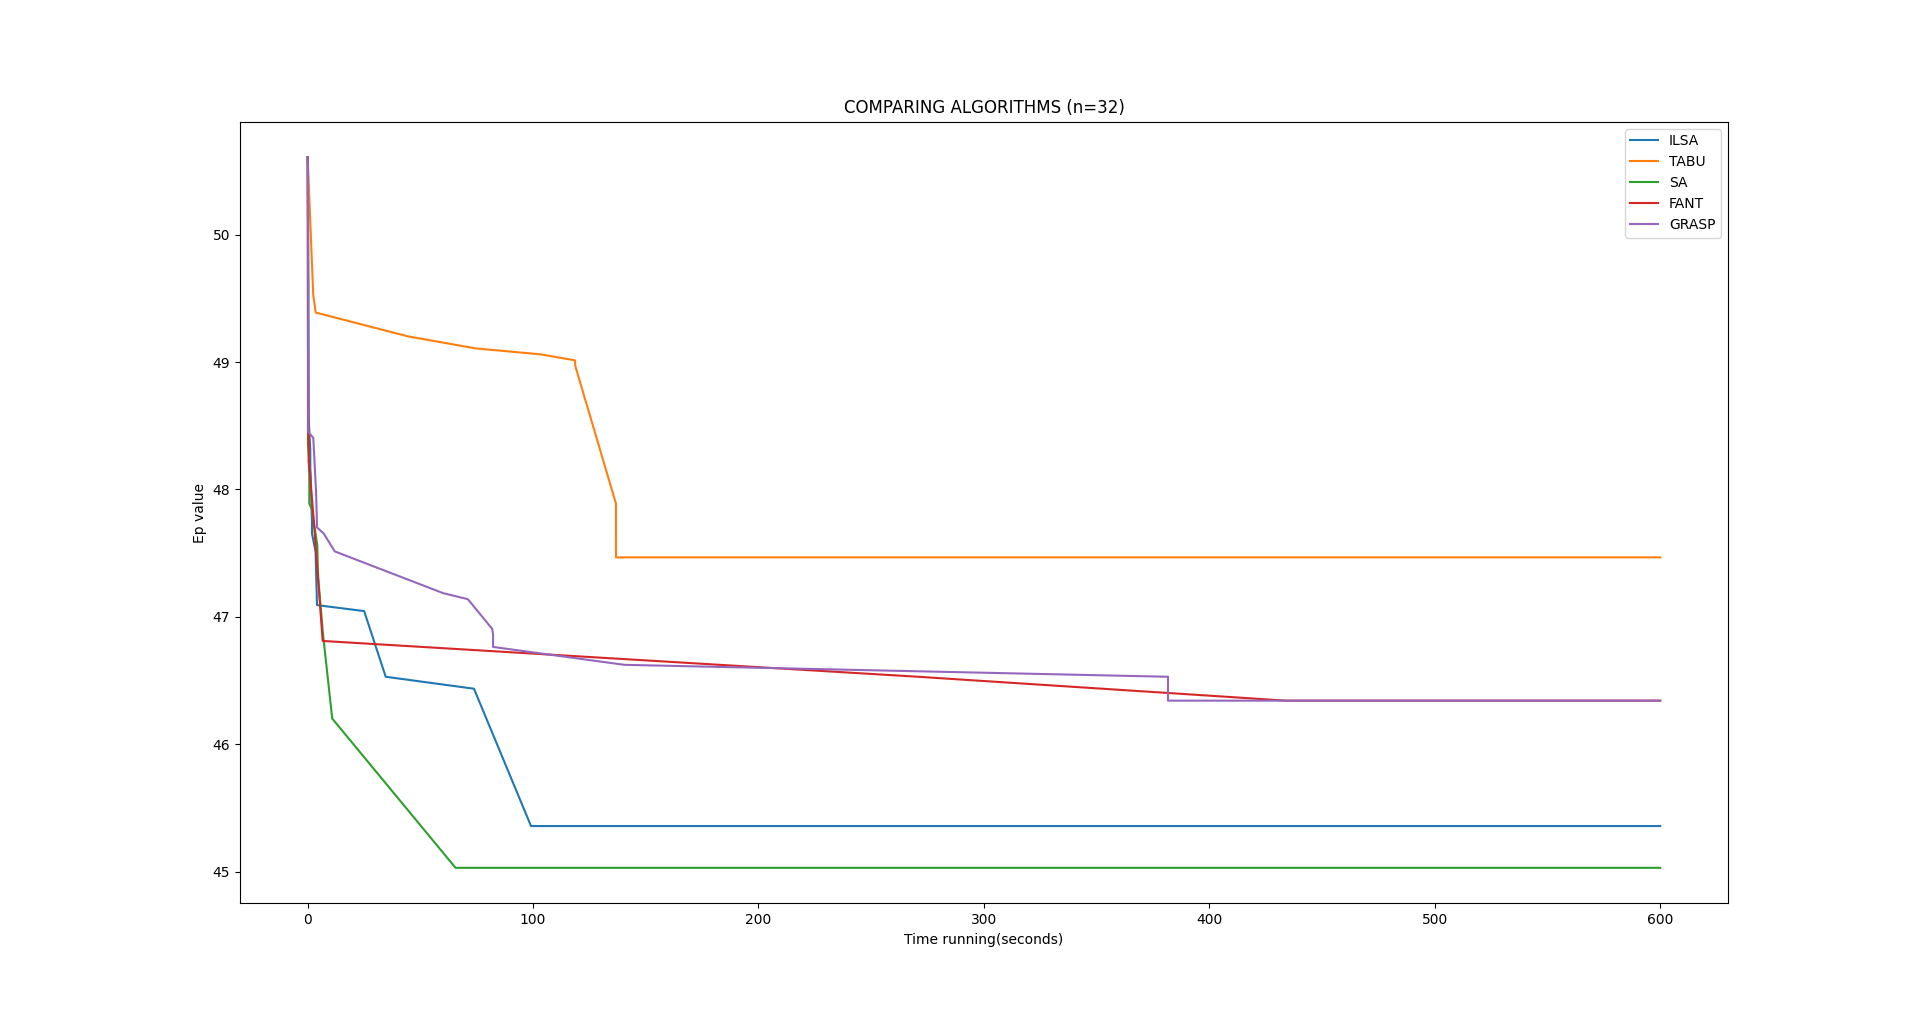 COMPARING ALGORITHMS (n=32)
ILSA
TABU
SA
FANT
GRASP
Ep value
50
49
48
47
46
45
0 100 200 300 400 500 600
Time running(seconds)